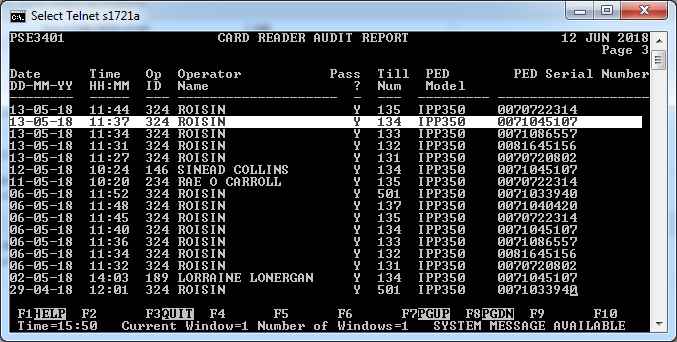 Select Telnet s1721a
PSE3401 CARD READER AUDIT REPORT 12 JUN 2018
Page 3
Date Time Op Operator Pass Till PED PED Serial Number
DD-MM-YY HH:MM ID Name ? Num Model
13-05-18 11:44 324 ROISIN Y 135 IPP350 0070722314
13-05-18 11:37 324 ROISIN Y 134 IPP350 0071045107
13-05-18 11:34 324 ROISIN Y 133 IPP350 0071086557
13-05-18 11:31 324 ROISIN Y 132 IPP350 0081645156
13-05-18 11:27 324 ROISIN Y 131 IPP350 0070720802
12-05-18 10:24 146 SINEAD COLLINS Y 134 IPP350 0071045107
11-05-18 10:20 234 RAE O CARROLL Y 135 IPP350 0070722314
06-05-18 11:52 324 ROISIN Y 501 IPP350 0071033940
06-05-18 11:48 324 ROISIN Y 137 IPP350 0071040420
06-05-18 11:45 324 ROISIN Y 135 IPP350 0070722314
06-05-18 11:40 324 ROISIN Y 134 IPP350 0071045107
06-05-18 11:36 324 ROISIN Y 133 IPP350 0071086557
06-05-18 11:34 324 ROISIN Y 132 IPP350 0081645156
06-05-18 11:32 324 ROISIN Y 131 IPP350 0070720802
02-05-18 14:03 189 LORRAINE LONERGAN Y 134 IPP350 0071045107
29-04-18 12:01 324 ROISIN Y 501 IPP350 0071033940
F1HELP F2 F3QUIT F4 F5 F6 F7PGUP F8PGDN F9 F10
Time=15:50 Current Window=1 Number of Windows=1 SYSTEM MESSAGE AVAILABLE